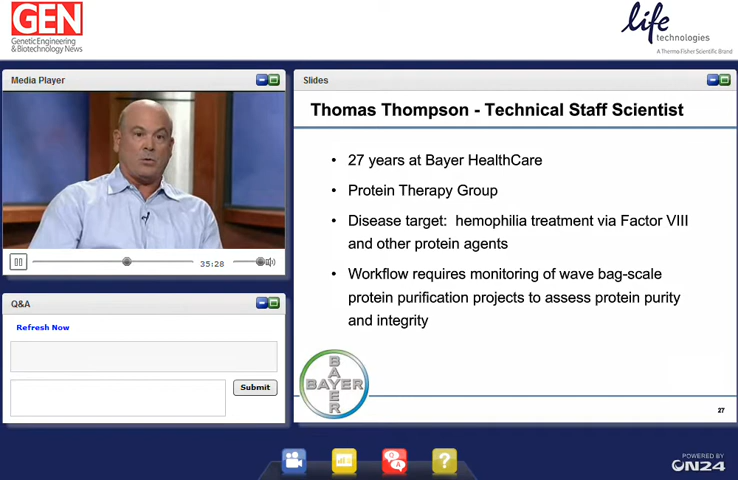 GEN
Genetic Engineering
& Biotechnology News
life
technologies
A Thermo Fisher Scientific Brand
Media Player
35:28
Q&A
Refresh Now
Submit
Slides
Thomas Thompson - Technical Staff Scientist
• 27 years at Bayer HealthCare
• Protein Therapy Group
• Disease target: hemophilia treatment via Factor VIII
and other protein agents
• Workflow requires monitoring of wave bag-scale
protein purification projects to assess protein purity
and integrity
BAYER
BAYER
27
Q
A
?
POWERED BY
ON24